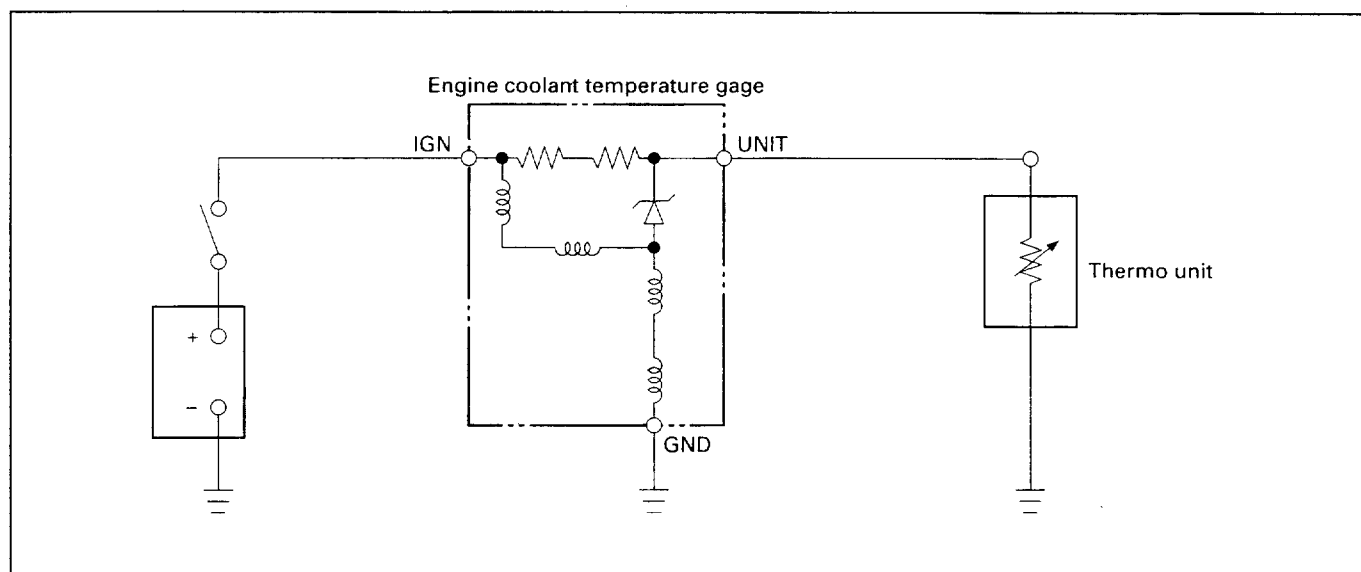 Engine coolant temperature gage
IGN
UNIT
Thermo unit
+
−
GND